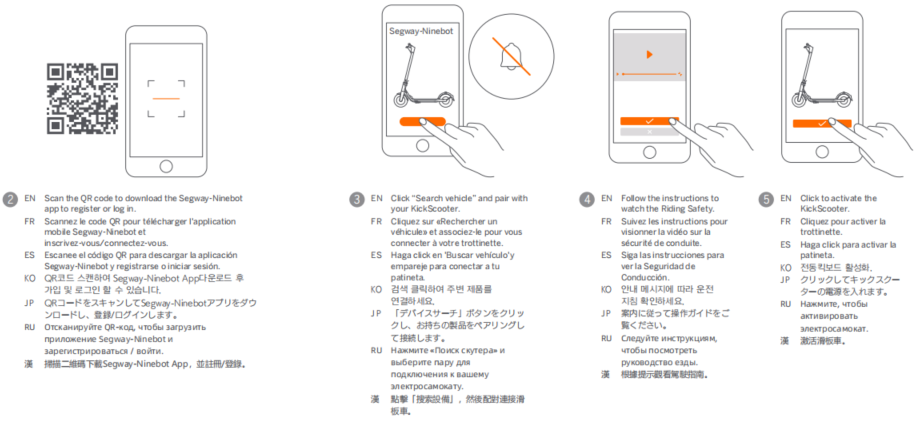 Segway-Ninebot
2
EN Scan the QR code to download the Segway-Ninebot
app to register or log in.
FR Scannez le code QR pour télécharger l'application
mobile Segway-Ninebot et
inscrivez-vous/connectez-vous.
ES Escanee el código QR para descargar la aplicación
Segway-Ninebot y registrarse o iniciar sesión.
KO QR코드 스캔하여 Segway-Ninebot App다운로드 후
가입 및 로그인 할 수 있습니다.
JP QRコードをスキャンしてSegway-Ninebotアプリをダウ
ンロードし、登録/ログインします。
RU Отсканируйте QR-код, чтобы загрузить
приложение Segway-Ninebot и
зарегистрироваться / войти.
漢 掃描二維碼下載Segway-Ninebot App，並註冊/登錄。
3
EN Click “Search vehicle” and pair with
your KickScooter.
FR Cliquez sur «Rechercher un
véhicule» et associez-le pour vous
connecter à votre trottinette.
ES Haga click en 'Buscar vehículo'y
empareje para conectar a tu
patineta.
KO 검색 클릭하여 주변 제품를
연결하세요.
JP 「デバイスサーチ」ボタンをクリッ
クし、お持ちの製品をペアリングし
て接続します。
RU Нажмите «Поиск скутера» и
выберите пару для
подключения к вашему
электросамокату.
漢 點擊「搜索設備」，然後配對連接滑
板車。
4
EN Follow the instructions to
watch the Riding Safety.
FR Suivez les instructions pour
visionner la vidéo sur la
sécurité de conduite.
ES Siga las instrucciones para
ver la Seguridad de
Conducción.
KO 안내 메시지에 따라 운전
지침 확인하세요.
JP 案内に従って操作ガイドをご
覧ください。
RU Следуйте инструкциям,
чтобы посмотреть
руководство езды.
漢 根據提示觀看駕駛指南。
5
EN Click to activate the
KickScooter.
FR Cliquez pour activer la
trottinette.
ES Haga click para activar la
patineta.
KO 전동킥보드 활성화.
JP クリックしてキックスクー
ターの電源を入れます。
RU Нажмите, чтобы
активировать
электросамокат.
漢 激活滑板車。